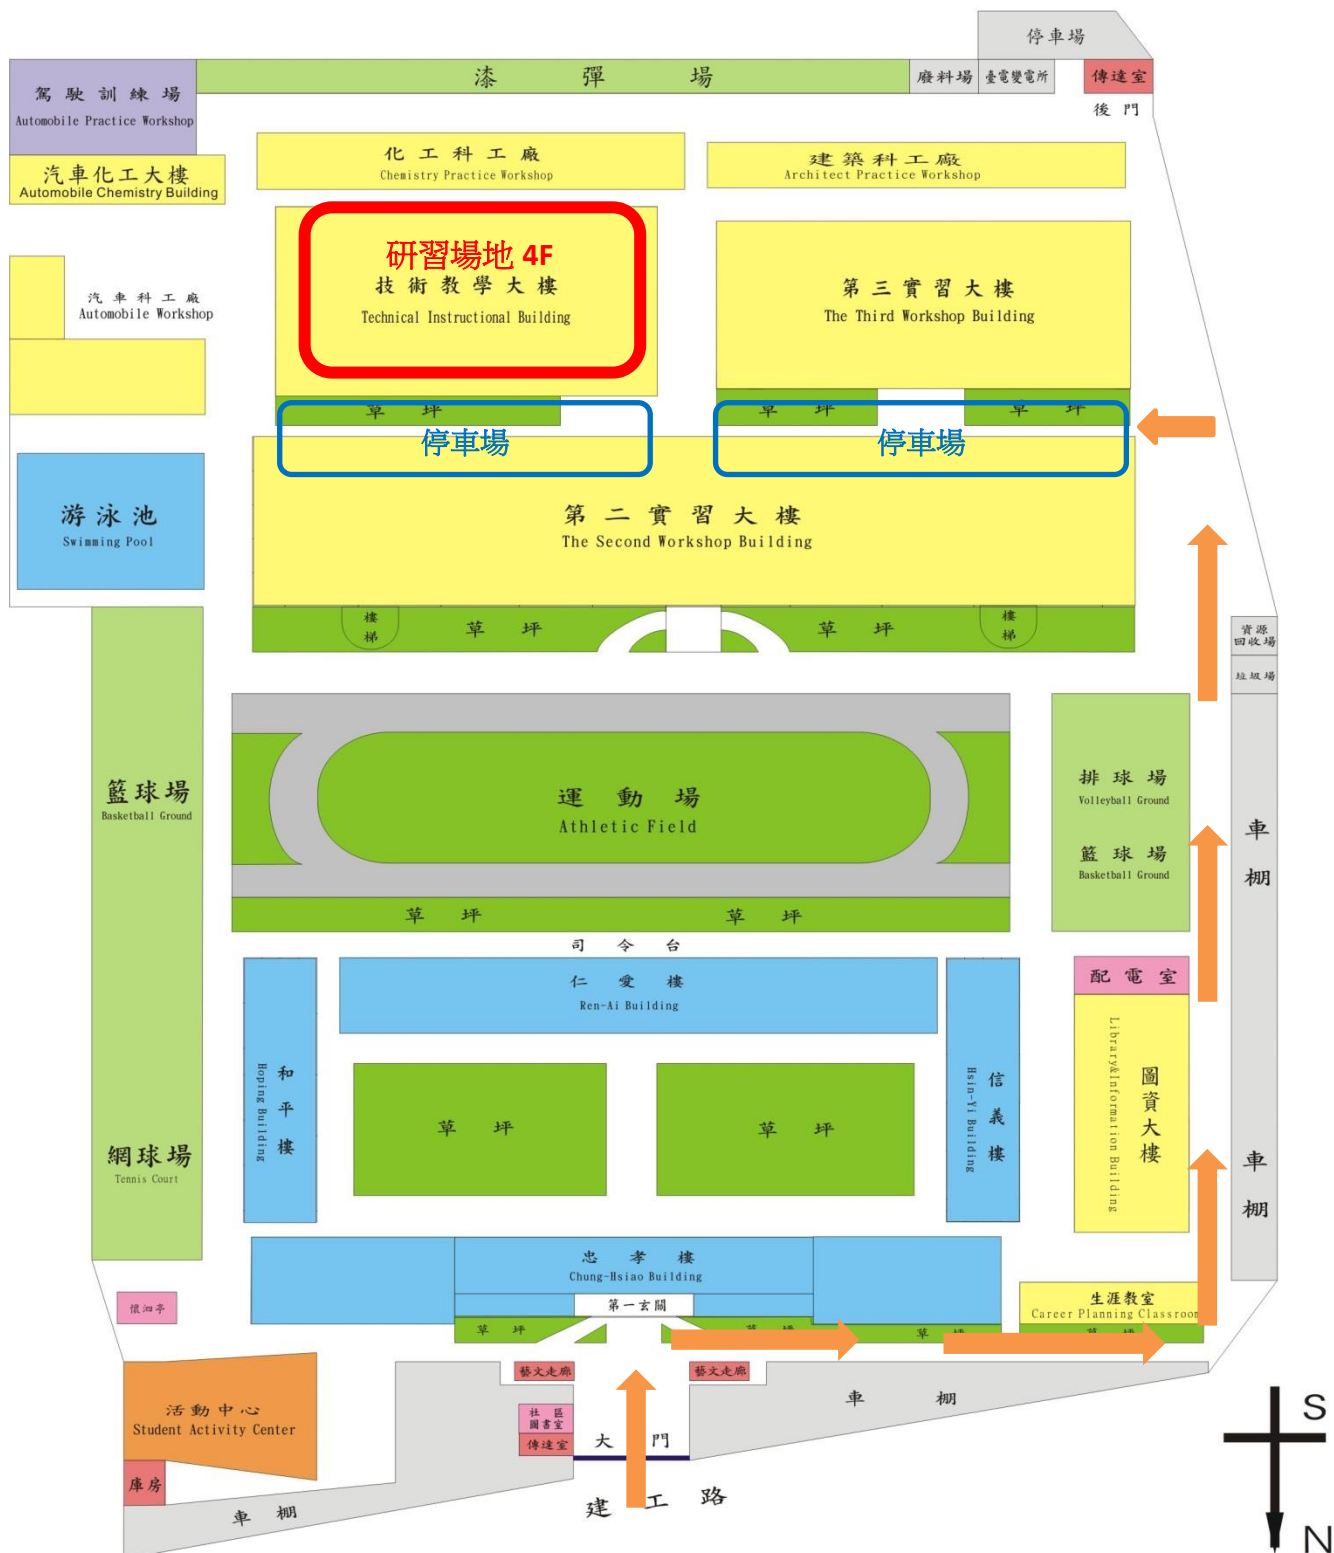 停車場
漆彈場
廢料場
臺電變電所
傳達室
後門
駕駛訓練場
Automobile Practice Workshop
汽車化工大樓
Automobile Chemistry Building
化工科工廠
Chemistry Practice Workshop
建築科工廠
Architect Practice Workshop
研習場地 4F
技術教學大樓
Technical Instructional Building
第三實習大樓
The Third Workshop Building
汽車科工廠
Automobile Workshop
草坪
草坪
草坪
停車場
停車場
游泳池
Swimming Pool
第二實習大樓
The Second Workshop Building
樓梯
草坪
草坪
樓梯
資源
回收場
垃圾場
籃球場
Basketball Ground
運動場
Athletic Field
排球場
Volleyball Ground
籃球場
Basketball Ground
車棚
草坪
草坪
司令台
仁愛樓
Ren-Ai Building
配電室
和平樓
Hoping Building
草坪
草坪
信義樓
Hsin-Yi Building
圖資大樓
Library&Information Building
網球場
Tennis Court
車棚
忠孝樓
Chung-Hsiao Building
第一玄關
懷泗亭
生涯教室
Career Planning Classroom
草坪
草坪
草坪
草坪
藝文走廊
藝文走廊
車棚
活動中心
Student Activity Center
社區
圖書室
傳達室
大門
庫房
車棚
建工路
S
N